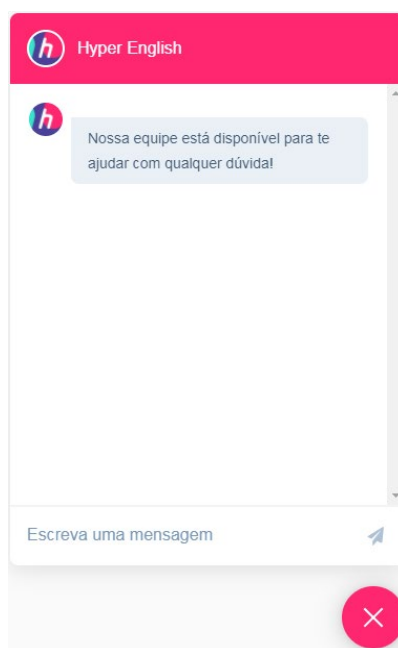 h Hyper English
h
Nossa equipe está disponível para te
ajudar com qualquer dúvida!
Escreva uma mensagem